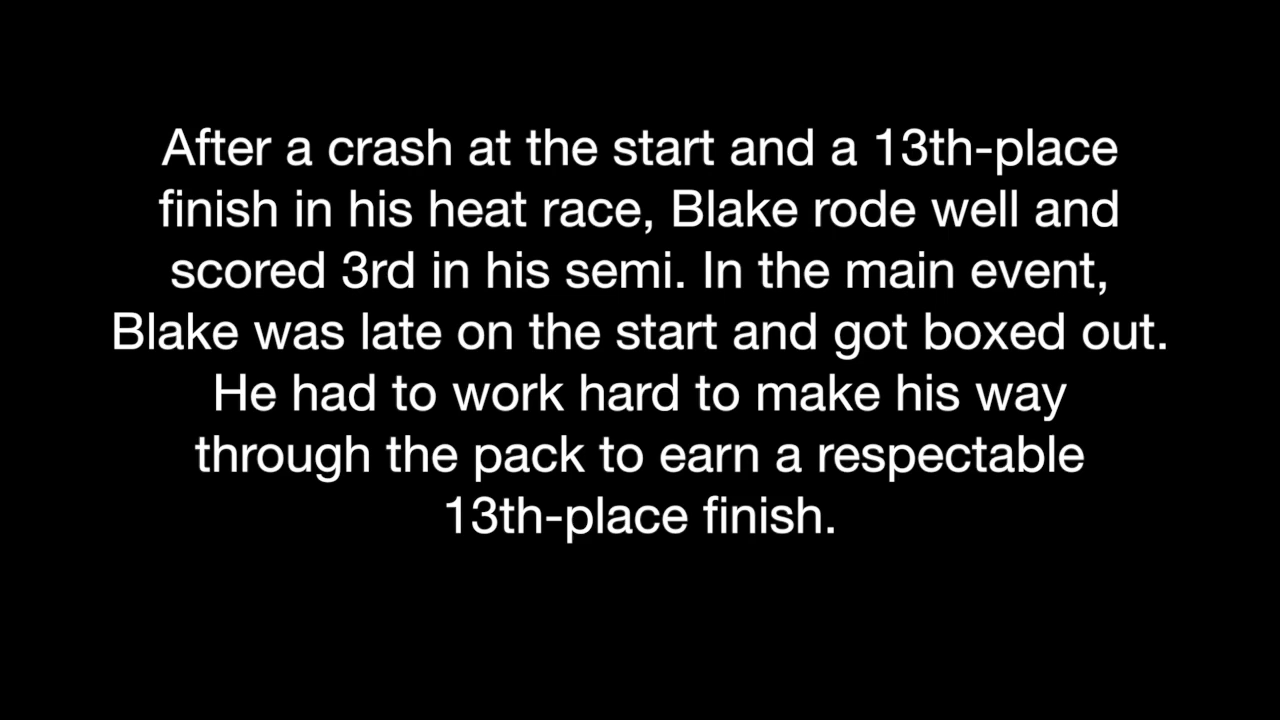 After a crash at the start and a 13th-place
finish in his heat race, Blake rode well and
scored 3rd in his semi. In the main event,
Blake was late on the start and got boxed out.
He had to work hard to make his way
through the pack to earn a respectable
13th-place finish.